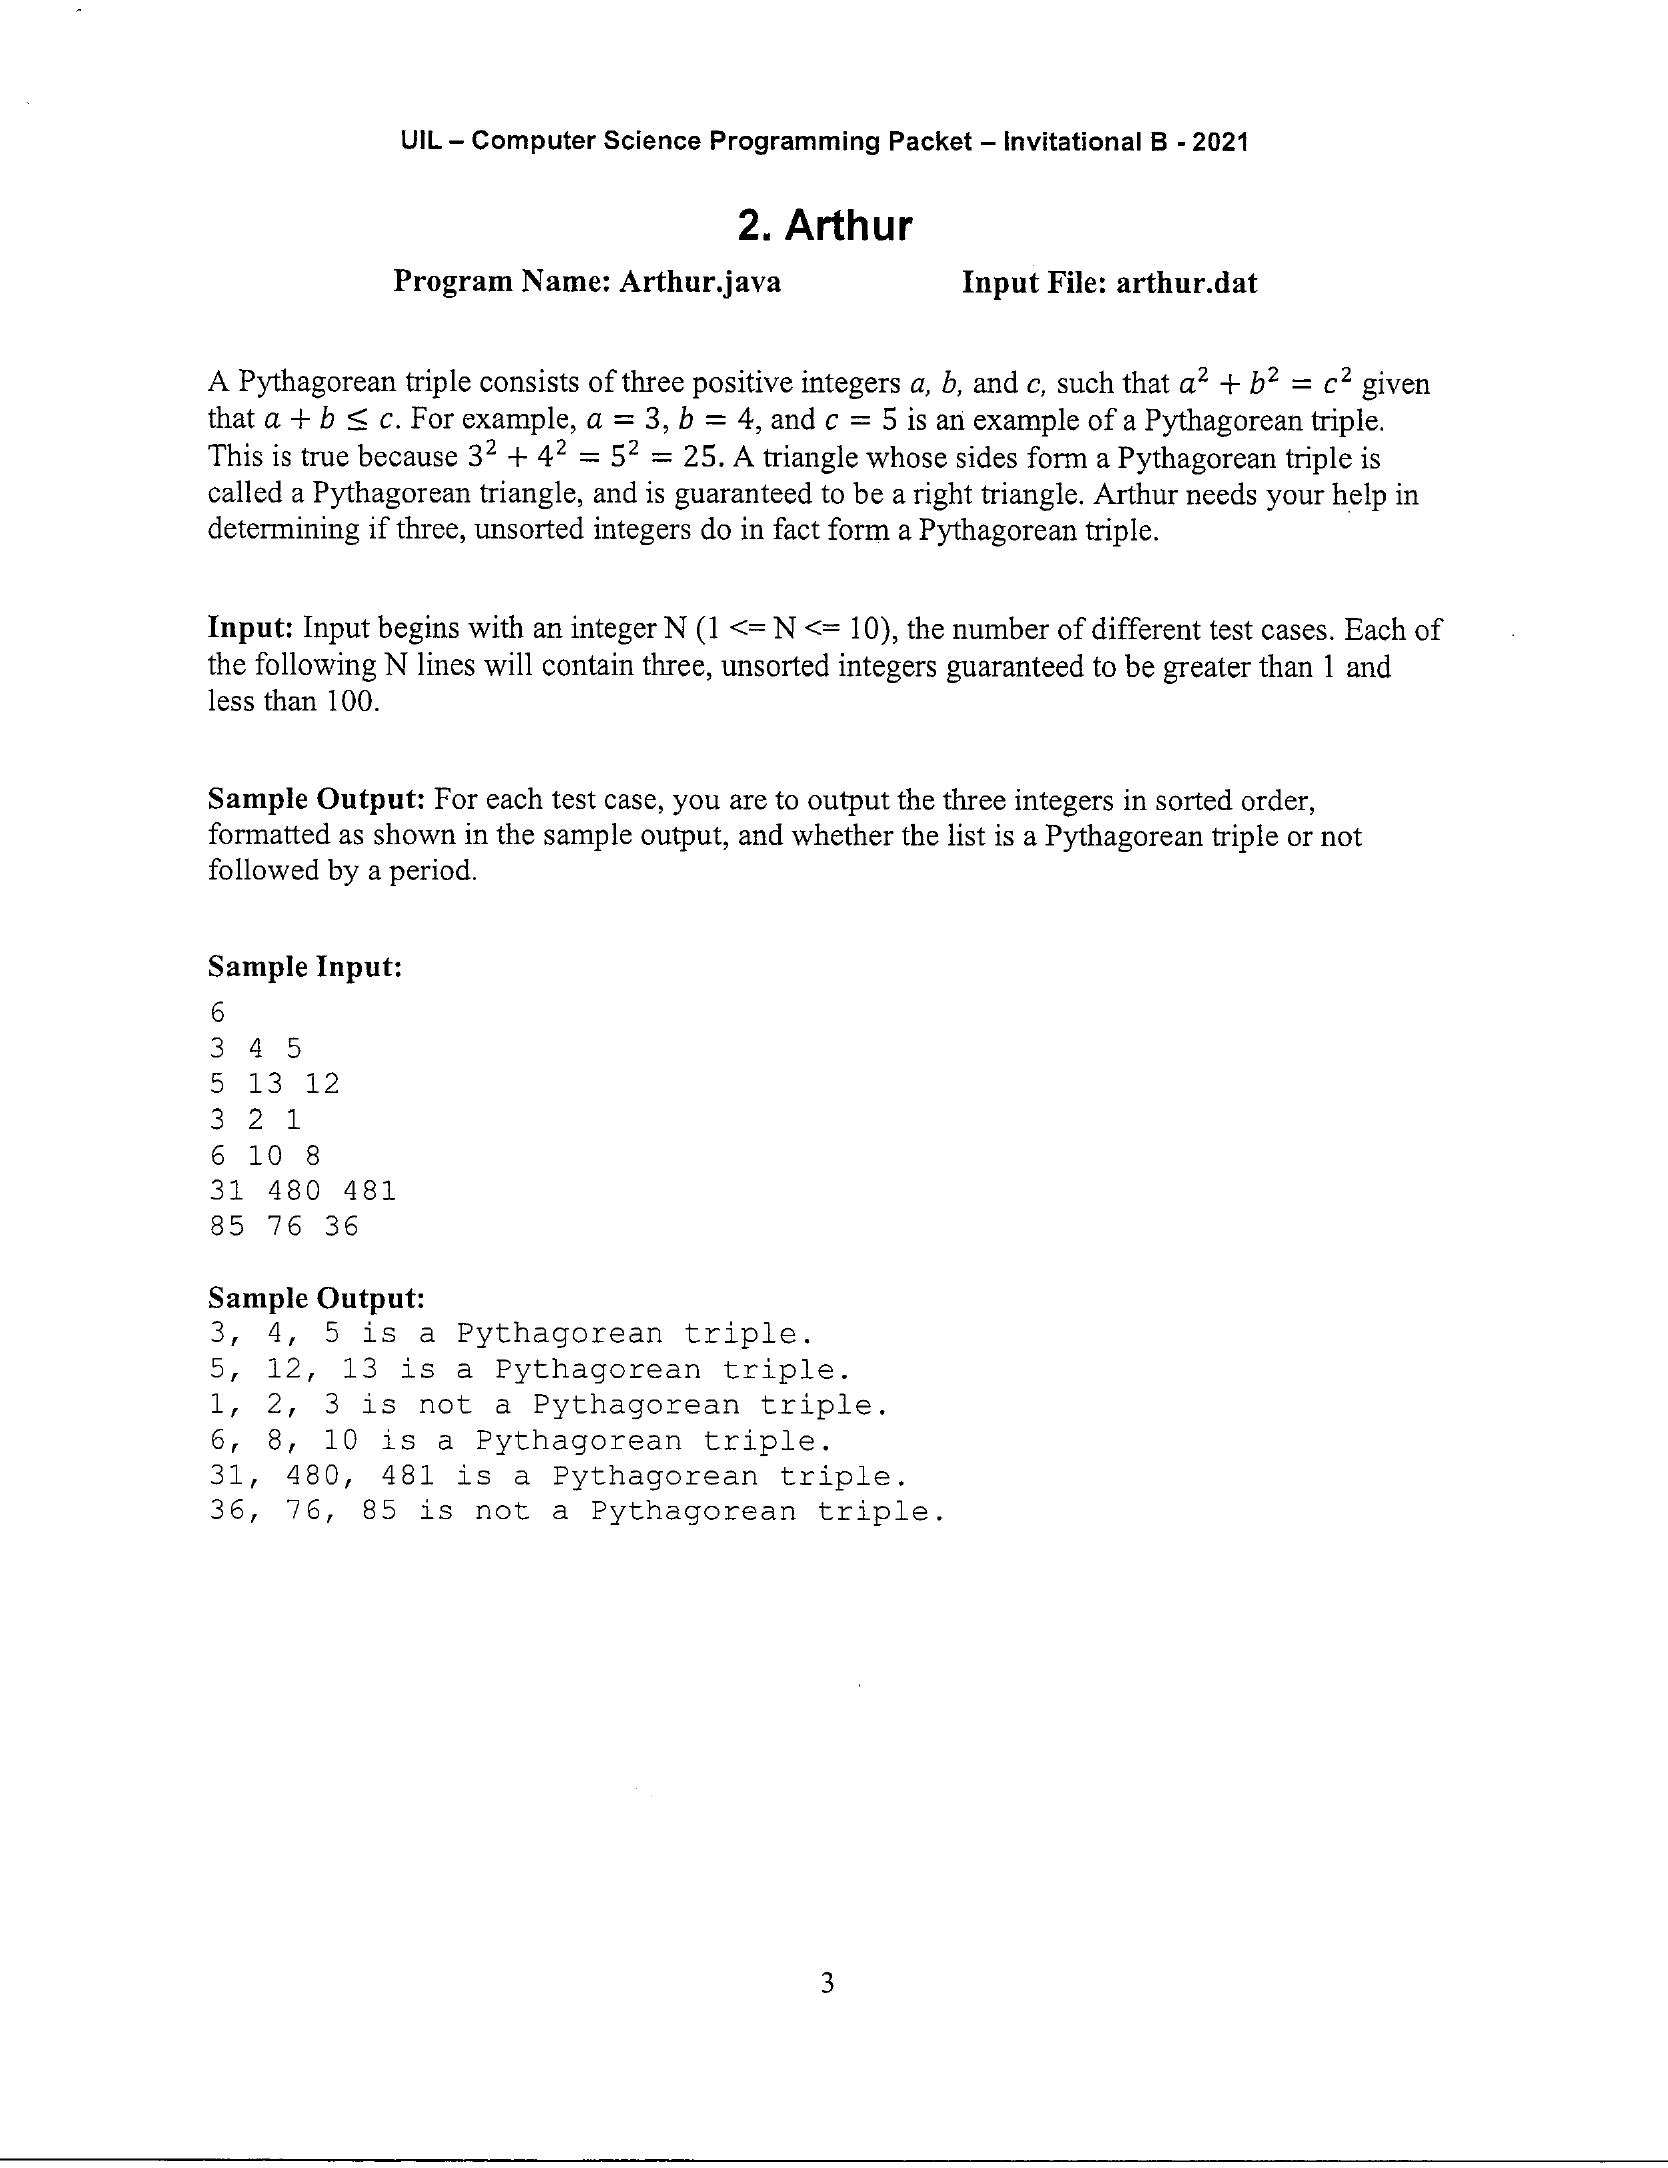 UIL – Computer Science Programming Packet – Invitational B - 2021
2. Arthur
Program Name: Arthur.java Input File: arthur.dat
A Pythagorean triple consists of three positive integers a, b, and c, such that a² + b² = c² given
that a + b ≤ c. For example, a = 3, b = 4, and c = 5 is an example of a Pythagorean triple.
This is true because 3² + 4² = 5² = 25. A triangle whose sides form a Pythagorean triple is
called a Pythagorean triangle, and is guaranteed to be a right triangle. Arthur needs your help in
determining if three, unsorted integers do in fact form a Pythagorean triple.
Input: Input begins with an integer N (1 <= N <= 10), the number of different test cases. Each of
the following N lines will contain three, unsorted integers guaranteed to be greater than 1 and
less than 100.
Sample Output: For each test case, you are to output the three integers in sorted order,
formatted as shown in the sample output, and whether the list is a Pythagorean triple or not
followed by a period.
Sample Input:
6
3 4 5
5 13 12
3 2 1
6 10 8
31 480 481
85 76 36
Sample Output:
3, 4, 5 is a Pythagorean triple.
5, 12, 13 is a Pythagorean triple.
1, 2, 3 is not a Pythagorean triple.
6, 8, 10 is a Pythagorean triple.
31, 480, 481 is a Pythagorean triple.
36, 76, 85 is not a Pythagorean triple.
3